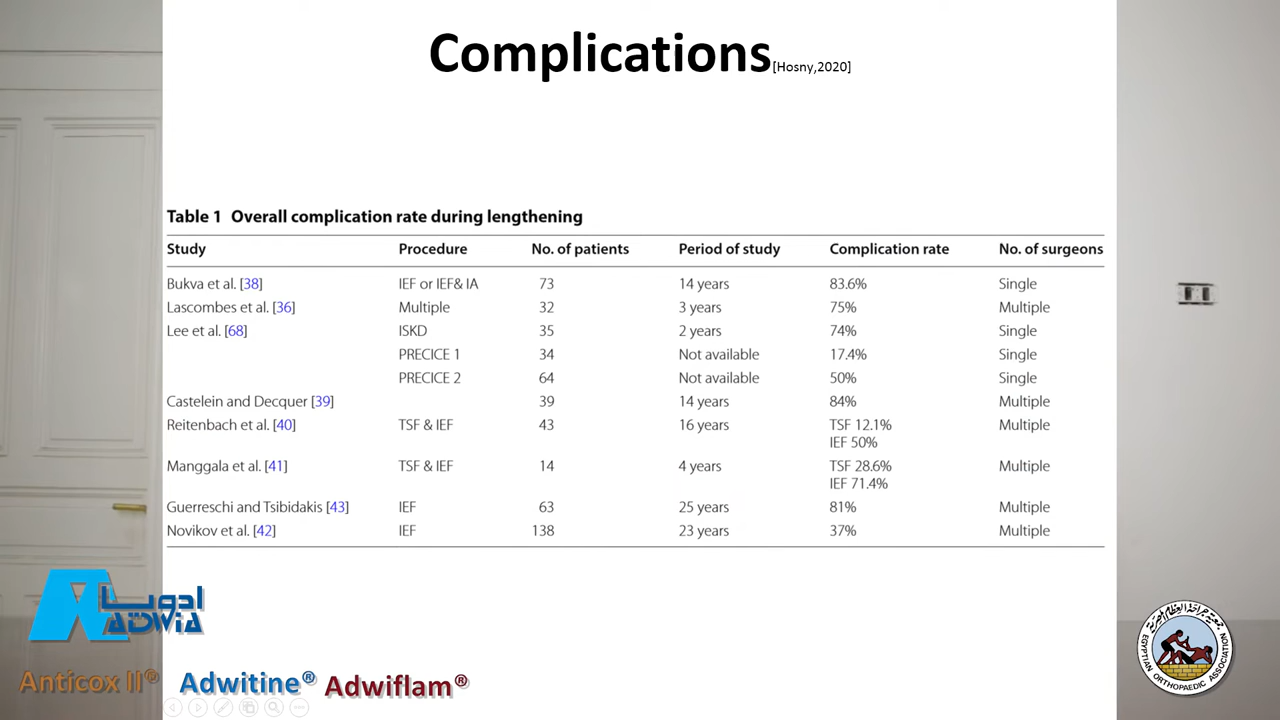 Complications[Hosny,2020]
Table 1 Overall complication rate during lengthening
Study Procedure No. of patients Period of study Complication rate No. of surgeons
Bukva et al. [38] IEF or IEF& IA 73 14 years 83.6% Single
Lascombes et al. [36] Multiple 32 3 years 75% Multiple
Lee et al. [68] ISKD 35 2 years 74% Single
PRECICE 1 34 Not available 17.4% Single
PRECICE 2 64 Not available 50% Single
Castelein and Decquer [39] 39 14 years 84% Multiple
Reitenbach et al. [40] TSF & IEF 43 16 years TSF 12.1% Multiple
IEF 50%
Manggala et al. [41] TSF & IEF 14 4 years TSF 28.6% Multiple
IEF 71.4%
Guerreschi and Tsibidakis [43] IEF 63 25 years 81% Multiple
Novikov et al. [42] IEF 138 23 years 37% Multiple
ادويا
ADWIA
Anticox II® Adwitine® Adwiflam®
جمعية جراحة العظام المصرية
EGYPTIAN ORTHOPAEDIC ASSOCIATION